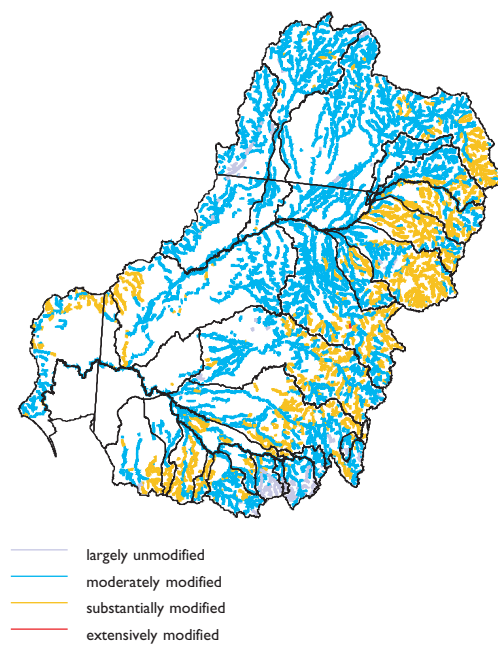 largely unmodified
moderately modified
substantially modified
extensively modified